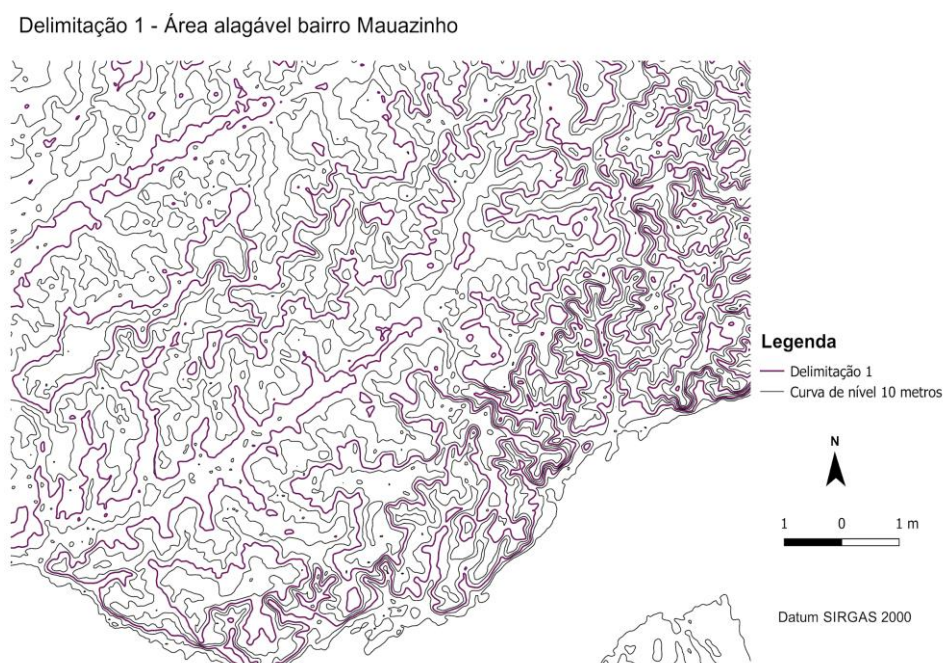 Delimitação 1 - Área alagável bairro Mauazinho
Legenda
Delimitação 1
Curva de nível 10 metros
N
1 0 1 m
Datum SIRGAS 2000